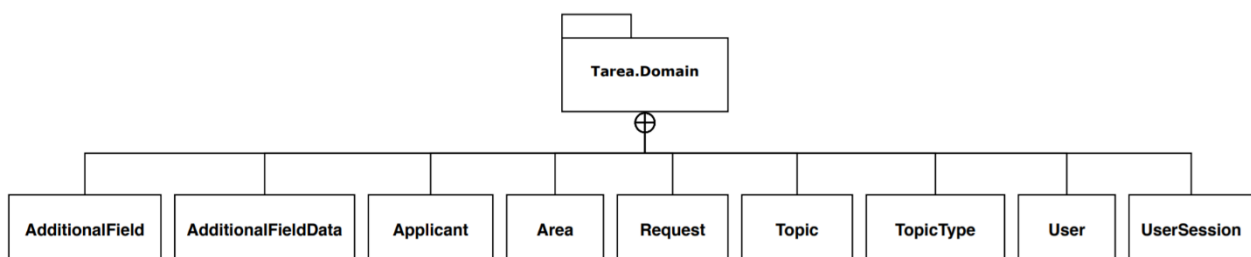 Tarea.Domain
AdditionalField AdditionalFieldData Applicant Area Request Topic TopicType User UserSession